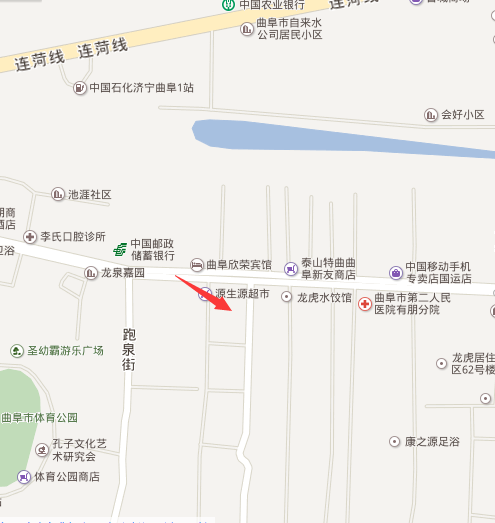 中国农业银行
连菏线
曲阜市自来水
公司居民小区
连菏线
连菏线
中国石化济宁曲阜1站
会好小区
池涯社区
李氏口腔诊所
中国邮政
储蓄银行
龙泉嘉园
曲阜欣荣宾馆
泰山特曲曲
阜新友商店
中国移动手机
专卖店国运店
源生源超市
龙虎水饺馆
曲阜市第二人民
医院有朋分院
跑泉街
圣幼霸游乐广场
龙虎居住
区62号楼
曲阜市体育公园
孔子文化艺
术研究会
康之源足浴
体育公园商店